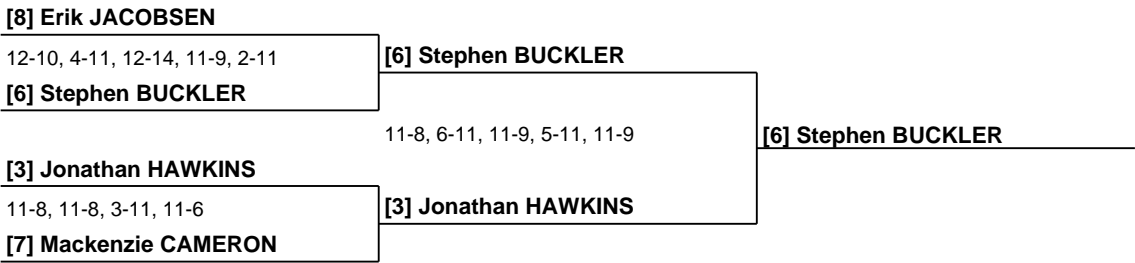 [8] Erik JACOBSEN
12-10, 4-11, 12-14, 11-9, 2-11
[6] Stephen BUCKLER
[6] Stephen BUCKLER
11-8, 6-11, 11-9, 5-11, 11-9
[6] Stephen BUCKLER
[3] Jonathan HAWKINS
11-8, 11-8, 3-11, 11-6
[3] Jonathan HAWKINS
[7] Mackenzie CAMERON